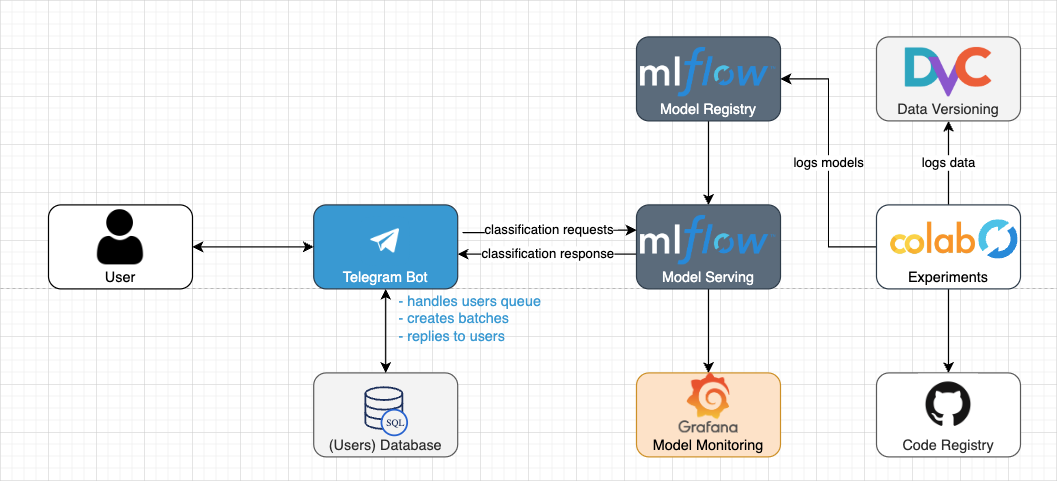 mlflow
Model Registry
DVC
Data Versioning
logs models
logs data
User
Telegram Bot
classification requests
classification response
mlflow
Model Serving
colab
Experiments
- handles users queue
- creates batches
- replies to users
SQL
(Users) Database
Grafana
Model Monitoring
Code Registry